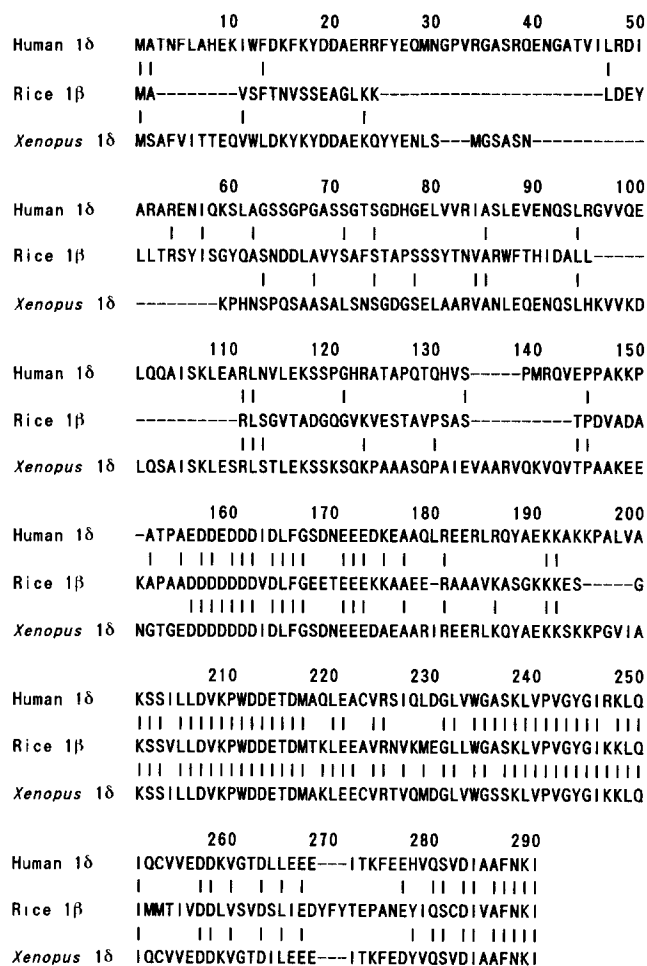 10 20 30 40 50
Human 1δ MATNFLAHEKIWFDKFKYDDAERRFYEQMNGPVRGASRQENGATVILRDI
Rice 1β MA--------VSFTNVSSEAGLKK----------------------LDEY
Xenopus 1δ MSAFVITTEQVWLDKYKYDDAEKQYYENLS---MGSASN-----------
60 70 80 90 100
Human 1δ ARARENIQKSLAGSSGPGASSGTSGDHGELVVRIASLEVENQSLRGVVQE
Rice 1β LLTRSYISGYQASNDDLAVYSAFSTAPSSSYTNVARWFTHIDALL-----
Xenopus 1δ --------KPHNSPQSAASALSNSGDGSELAARVANLEQENQSLHKVVKD
110 120 130 140 150
Human 1δ LQQAISKLEARLNVLEKSSPGHRATAPQTQHVS-----PMRQVEPPAKKP
Rice 1β ----------RLSGVTADGQGVKVESTAVPSAS----------TPDVADA
Xenopus 1δ LQSAISKLESRLSTLEKSSKSQKPAAASQPAIEVAARVQKVQVTPAAKEE
160 170 180 190 200
Human 1δ -ATPAEDDEDDDIDLFGSDNEEEDKEAAQLREERLRQYAEKKAKKPALVA
Rice 1β KAPAADDDDDDDVDLFGEETEEEKKAAEE-RAAAVKASGKKKES-----G
Xenopus 1δ NGTGEDDDDDDDIDLFGSDNEEEDAEAARIREERLKQYAEKKSKKPGVIA
210 220 230 240 250
Human 1δ KSSILLDVKPWDDETDMAQLEACVRSIQLDGLVWGASKLVPVGYGIRKLQ
Rice 1β KSSVLLDVKPWDDETDMTKLEEAVRNVKMEGLLWGASKLVPVGYGIKKLQ
Xenopus 1δ KSSILLDVKPWDDETDMAKLEECVRTVQMDGLVWGSSKLVPVGYGIKKLQ
260 270 280 290
Human 1δ IQCVVEDDKVGTDLLEEE---ITKFEEHVQSVDIAAFNKI
Rice 1β IMMTIVDDLVSVDSLIEDYFYTEPANEYIQSCDIVAFNKI
Xenopus 1δ IQCVVEDDKVGTDILEEE---ITKFEDYVQSVDIAAFNKI